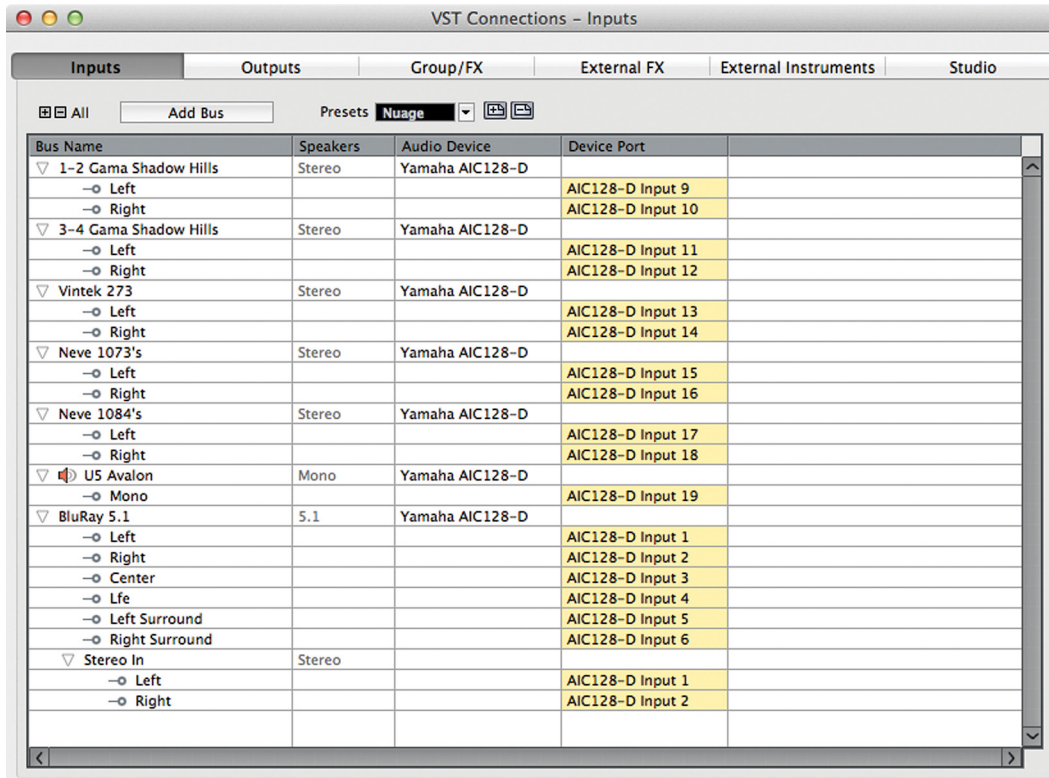 VST Connections – Inputs
Inputs Outputs Group/FX External FX External Instruments Studio
All Add Bus Presets Nuage
Bus Name Speakers Audio Device Device Port
1-2 Gama Shadow Hills Stereo Yamaha AIC128-D
Left AIC128-D Input 9
Right AIC128-D Input 10
3-4 Gama Shadow Hills Stereo Yamaha AIC128-D
Left AIC128-D Input 11
Right AIC128-D Input 12
Vintek 273 Stereo Yamaha AIC128-D
Left AIC128-D Input 13
Right AIC128-D Input 14
Neve 1073's Stereo Yamaha AIC128-D
Left AIC128-D Input 15
Right AIC128-D Input 16
Neve 1084's Stereo Yamaha AIC128-D
Left AIC128-D Input 17
Right AIC128-D Input 18
U5 Avalon Mono Yamaha AIC128-D
Mono AIC128-D Input 19
BluRay 5.1 5.1 Yamaha AIC128-D
Left AIC128-D Input 1
Right AIC128-D Input 2
Center AIC128-D Input 3
Lfe AIC128-D Input 4
Left Surround AIC128-D Input 5
Right Surround AIC128-D Input 6
Stereo In Stereo
Left AIC128-D Input 1
Right AIC128-D Input 2